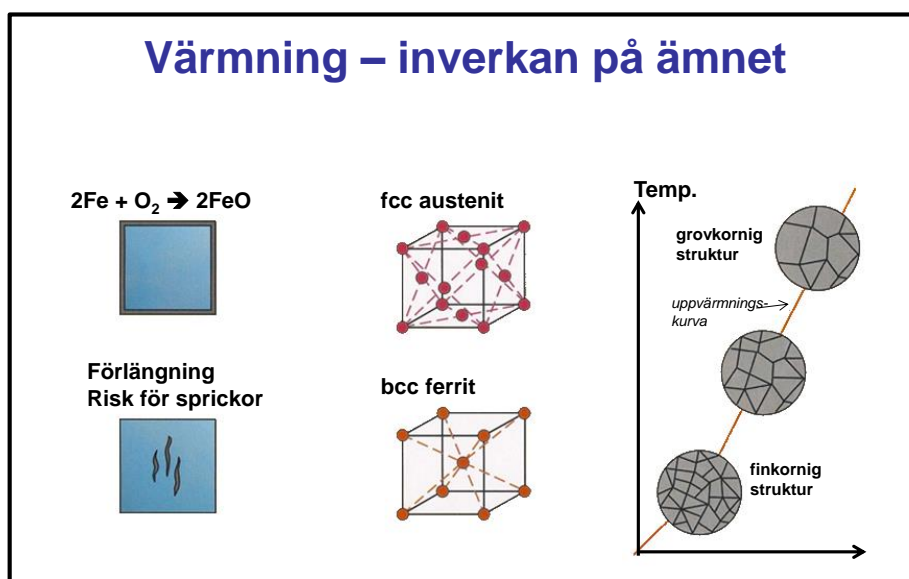 Värmning – inverkan på ämnet
2Fe + O₂ ➔ 2FeO
Förlängning
Risk för sprickor
fcc austenit
bcc ferrit
Temp.
grovkornig
struktur
uppvärmnings-
kurva
finkornig
struktur